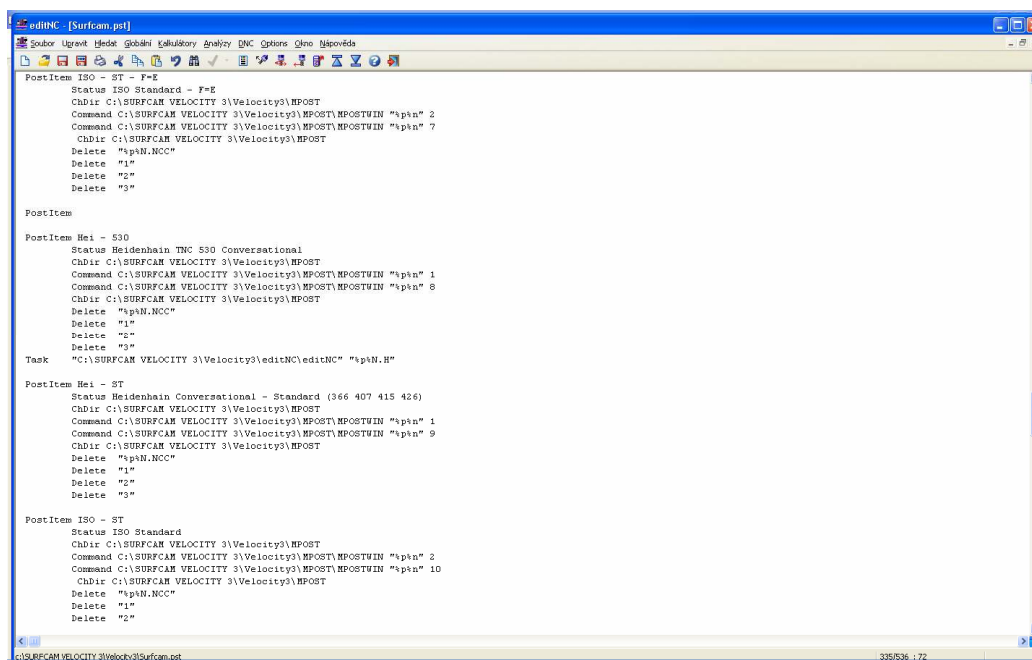 editNC - [Surfcam.pst]
Soubor Upravit Hledat Globální Kalkulátory Analýzy DNC Options Okno Nápověda
PostItem ISO - ST - F=E
Status ISO Standard - F=E
ChDir C:\SURFCAM VELOCITY 3\Velocity3\MPOST
Command C:\SURFCAM VELOCITY 3\Velocity3\MPOST\MPOSTWIN "%p%n" 2
Command C:\SURFCAM VELOCITY 3\Velocity3\MPOST\MPOSTWIN "%p%n" 7
ChDir C:\SURFCAM VELOCITY 3\Velocity3\MPOST
Delete "%p%N.NCC"
Delete "1"
Delete "2"
Delete "3"
PostItem
PostItem Hei - 530
Status Heidenhain TNC 530 Conversational
ChDir C:\SURFCAM VELOCITY 3\Velocity3\MPOST
Command C:\SURFCAM VELOCITY 3\Velocity3\MPOST\MPOSTWIN "%p%n" 1
Command C:\SURFCAM VELOCITY 3\Velocity3\MPOST\MPOSTWIN "%p%n" 8
ChDir C:\SURFCAM VELOCITY 3\Velocity3\MPOST
Delete "%p%N.NCC"
Delete "1"
Delete "2"
Delete "3"
Task "C:\SURFCAM VELOCITY 3\Velocity3\editNC\editNC" "%p%N.H"
PostItem Hei - ST
Status Heidenhain Conversational - Standard (366 407 415 426)
ChDir C:\SURFCAM VELOCITY 3\Velocity3\MPOST
Command C:\SURFCAM VELOCITY 3\Velocity3\MPOST\MPOSTWIN "%p%n" 1
Command C:\SURFCAM VELOCITY 3\Velocity3\MPOST\MPOSTWIN "%p%n" 9
ChDir C:\SURFCAM VELOCITY 3\Velocity3\MPOST
Delete "%p%N.NCC"
Delete "1"
Delete "2"
Delete "3"
PostItem ISO - ST
Status ISO Standard
ChDir C:\SURFCAM VELOCITY 3\Velocity3\MPOST
Command C:\SURFCAM VELOCITY 3\Velocity3\MPOST\MPOSTWIN "%p%n" 2
Command C:\SURFCAM VELOCITY 3\Velocity3\MPOST\MPOSTWIN "%p%n" 10
ChDir C:\SURFCAM VELOCITY 3\Velocity3\MPOST
Delete "%p%N.NCC"
Delete "1"
Delete "2"
c:\SURFCAM VELOCITY 3\Velocity3\Surfcam.pst 335/536 : 72